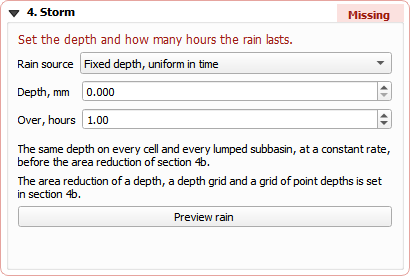 4. Storm
Missing
Set the depth and how many hours the rain lasts.
Rain source
Fixed depth, uniform in time
Depth, mm
0.000
Over, hours
1.00
The same depth on every cell and every lumped subbasin, at a constant rate,
before the area reduction of section 4b.
The area reduction of a depth, a depth grid and a grid of point depths is set
in section 4b.
Preview rain